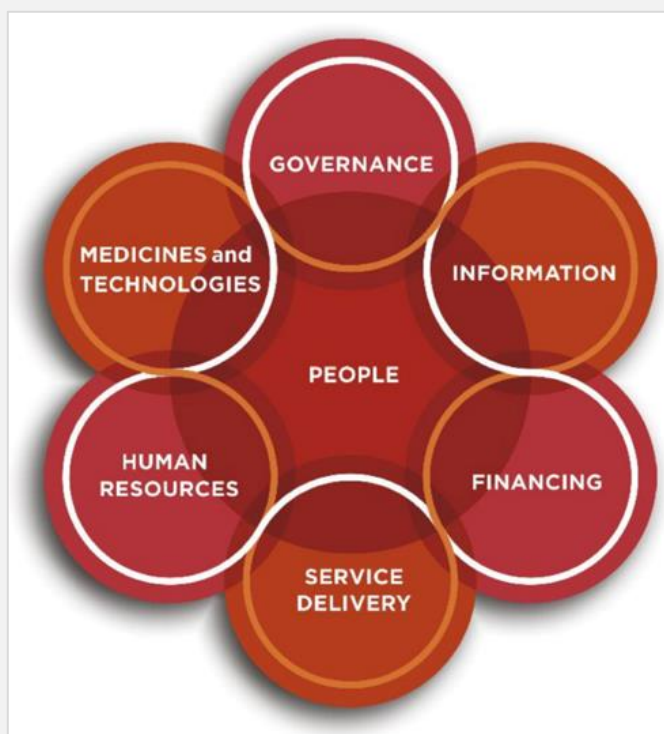 GOVERNANCE
MEDICINES and
TECHNOLOGIES
INFORMATION
PEOPLE
HUMAN
RESOURCES
FINANCING
SERVICE
DELIVERY